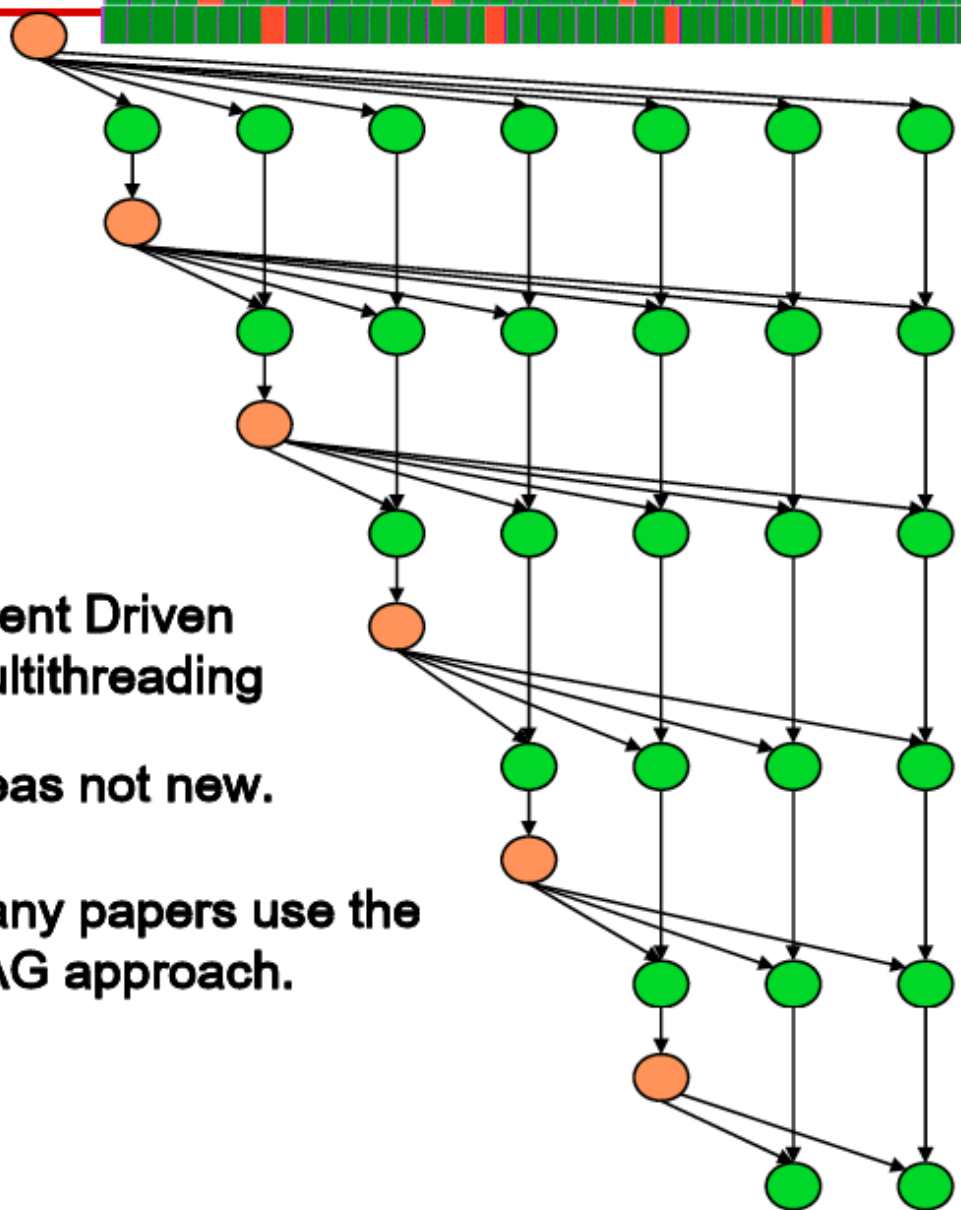 ent Driven
ultithreading
eas not new.
any papers use the
AG approach.